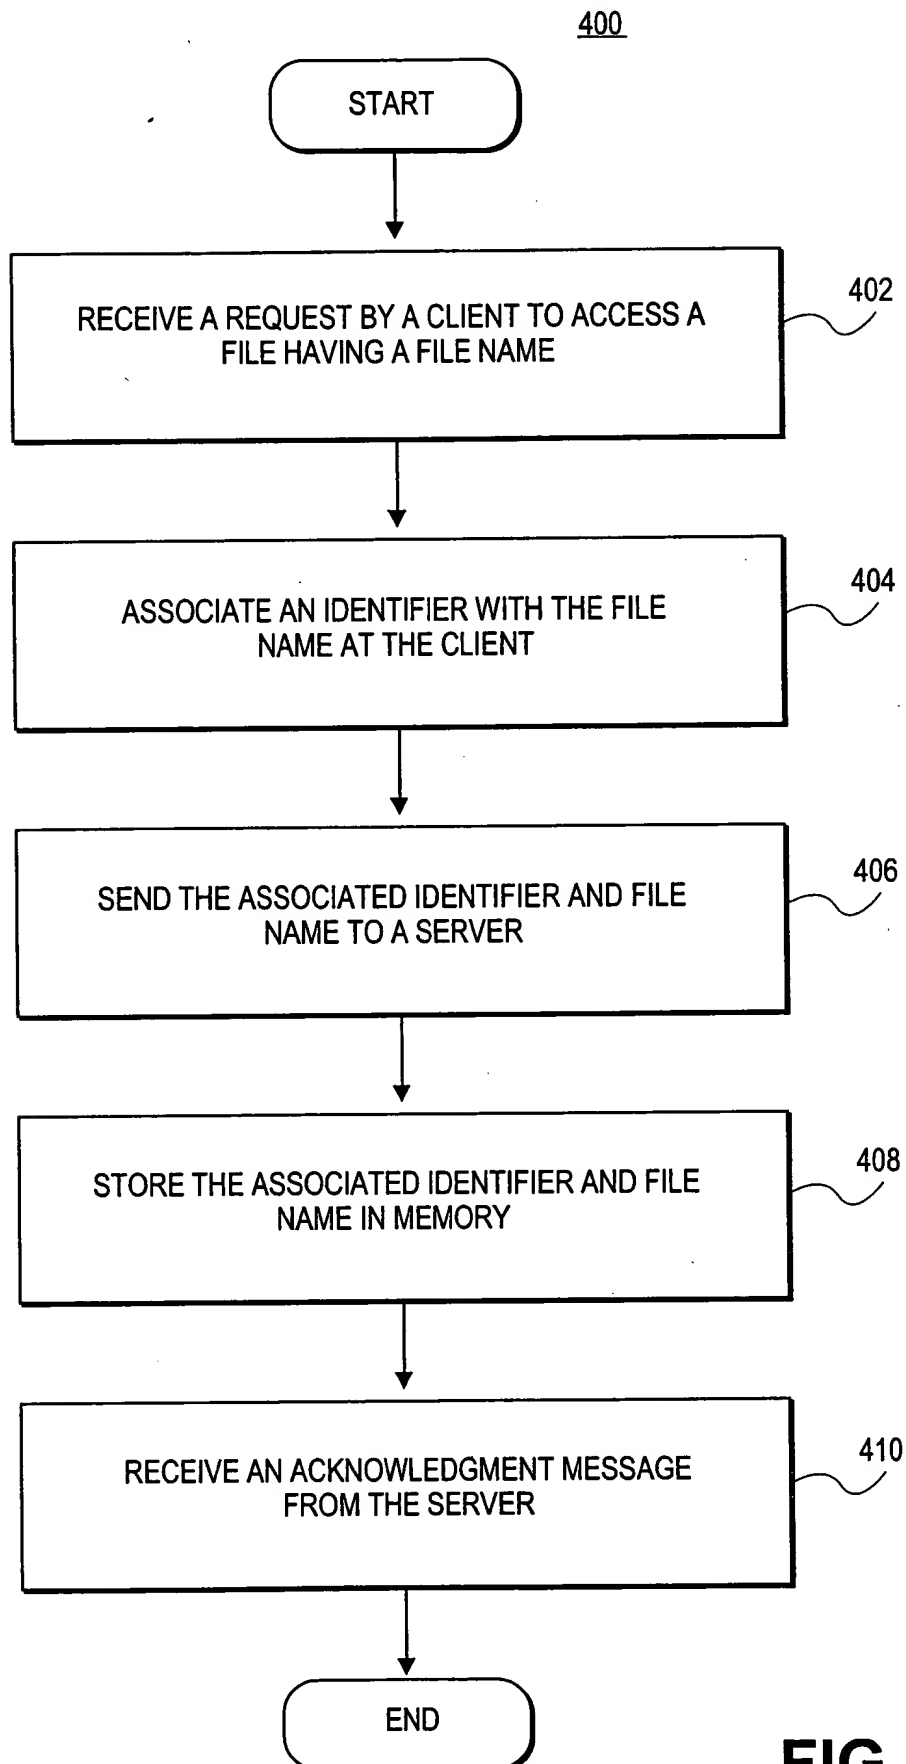 400
START
RECEIVE A REQUEST BY A CLIENT TO ACCESS A
FILE HAVING A FILE NAME
402
ASSOCIATE AN IDENTIFIER WITH THE FILE
NAME AT THE CLIENT
404
SEND THE ASSOCIATED IDENTIFIER AND FILE
NAME TO A SERVER
406
STORE THE ASSOCIATED IDENTIFIER AND FILE
NAME IN MEMORY
408
RECEIVE AN ACKNOWLEDGMENT MESSAGE
FROM THE SERVER
410
END
FIG